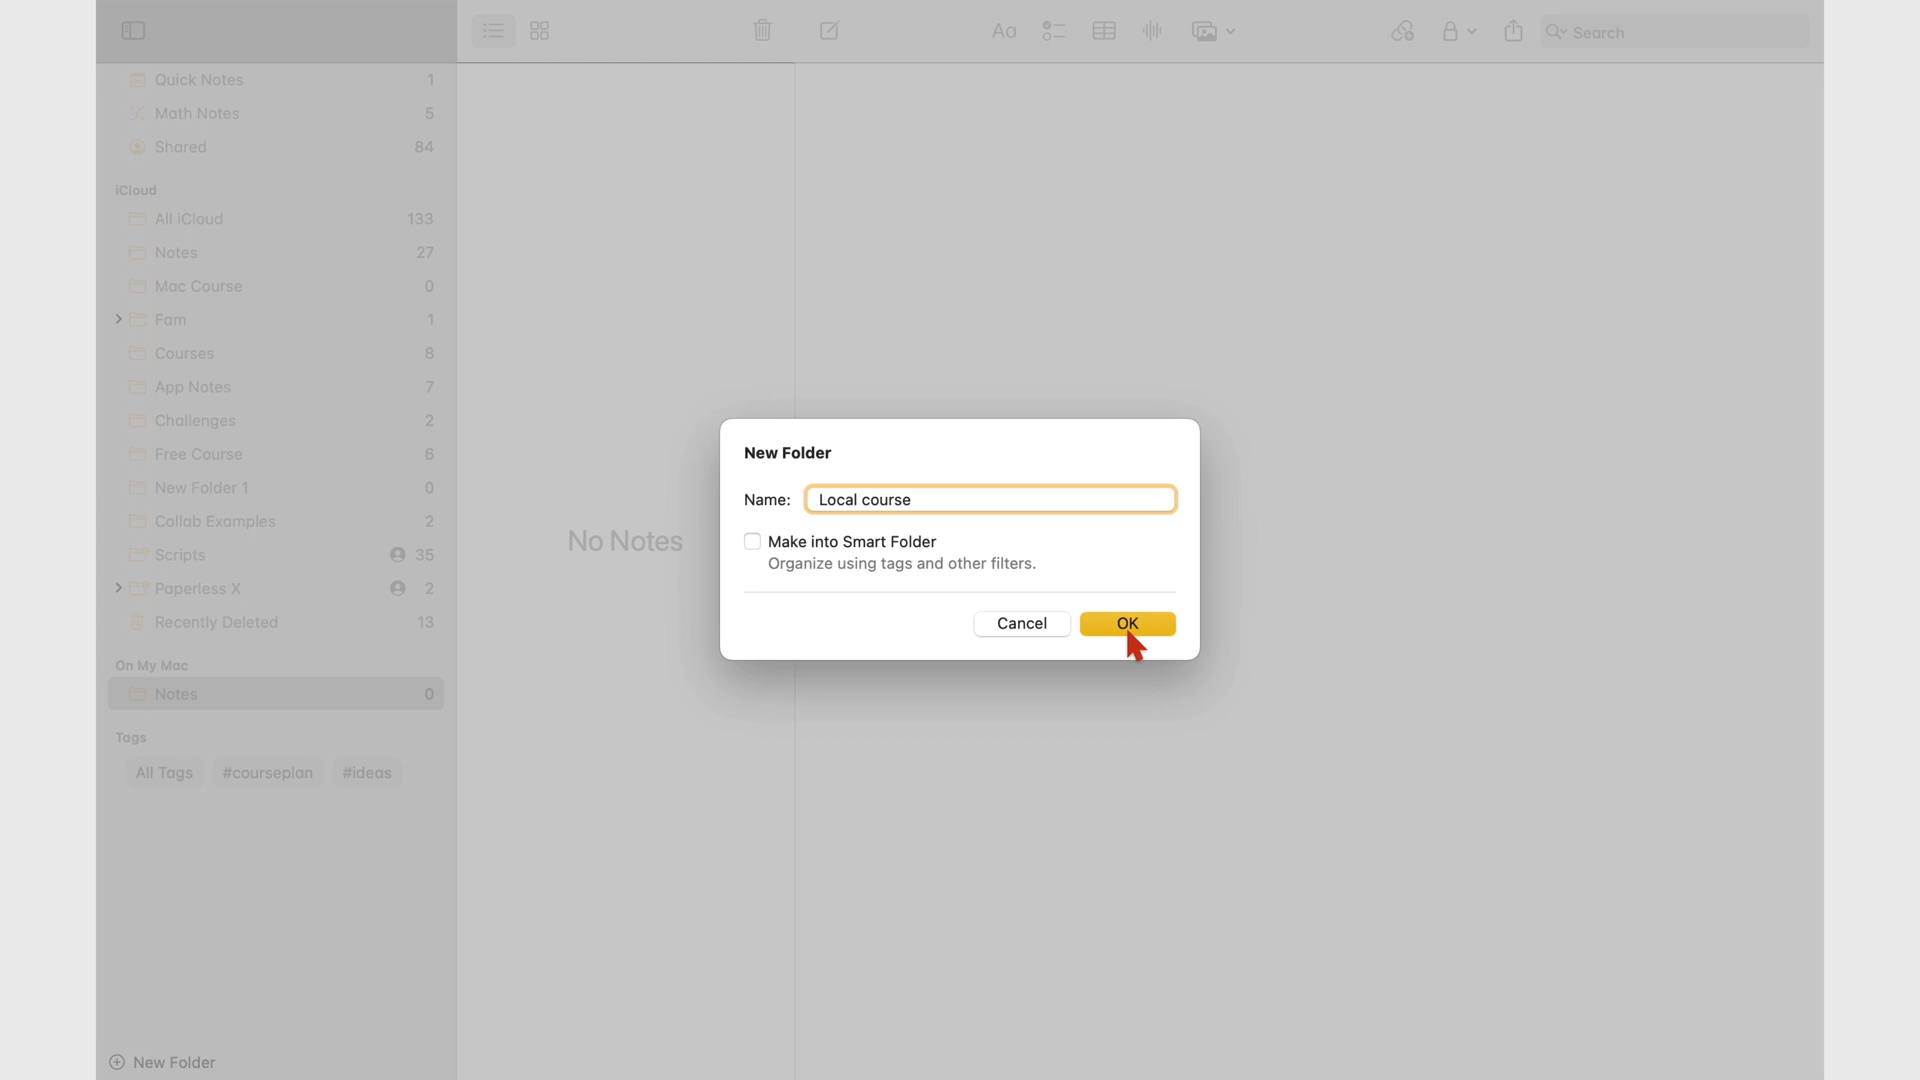 Aa
Search
Quick Notes 1
Math Notes 5
Shared 84
iCloud
All iCloud 133
Notes 27
Mac Course 0
Fam 1
Courses 8
App Notes 7
Challenges 2
Free Course 6
New Folder 1 0
Collab Examples 2
Scripts 35
Paperless X 2
Recently Deleted 13
On My Mac
Notes 0
Tags
All Tags #courseplan #ideas
New Folder
No Notes
New Folder
Name: Local course
Make into Smart Folder
Organize using tags and other filters.
Cancel OK